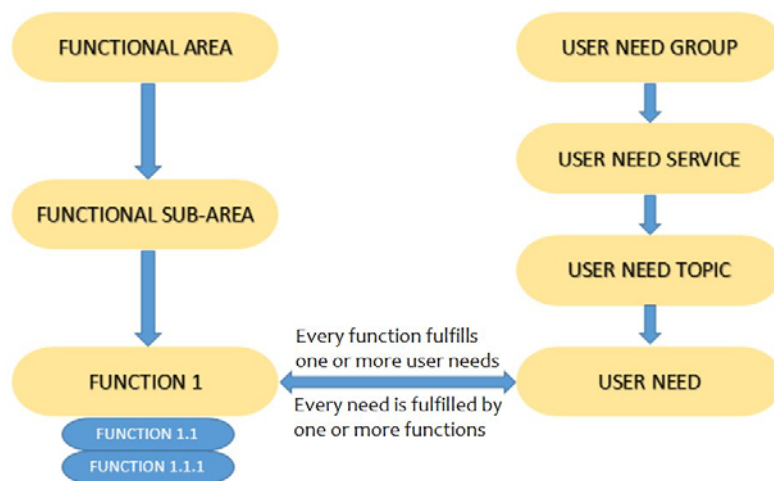 FUNCTIONAL AREA
FUNCTIONAL SUB-AREA
FUNCTION 1
FUNCTION 1.1
FUNCTION 1.1.1
Every function fulfills
one or more user needs
Every need is fulfilled by
one or more functions
USER NEED GROUP
USER NEED SERVICE
USER NEED TOPIC
USER NEED